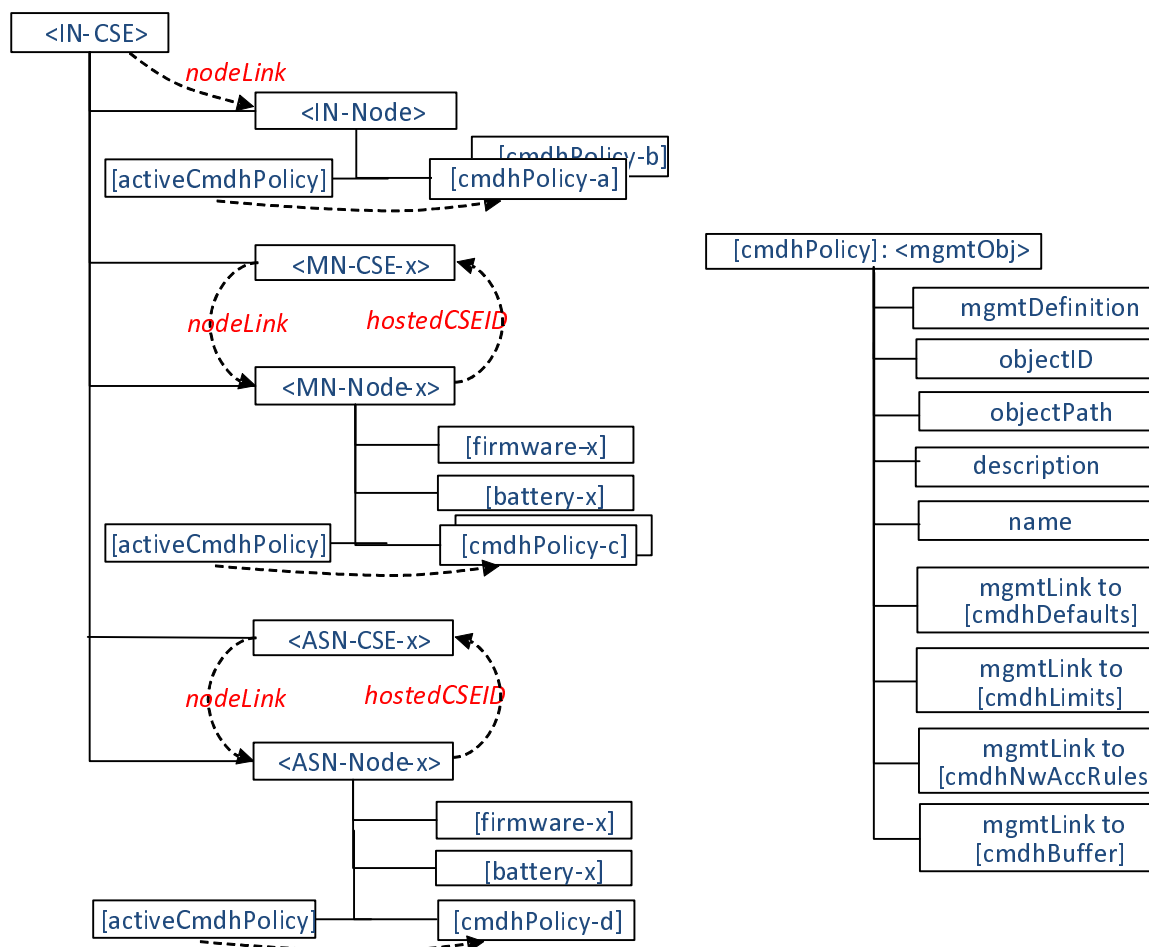 <IN-CSE>
nodeLink
<IN-Node>
[cmdhPolicy-b]
[activeCmdhPolicy]
[cmdhPolicy-a]
<MN-CSE-x>
nodeLink
hostedCSEID
<MN-Node-x>
[firmware-x]
[battery-x]
[activeCmdhPolicy]
[cmdhPolicy-c]
<ASN-CSE-x>
nodeLink
hostedCSEID
<ASN-Node-x>
[firmware-x]
[battery-x]
[activeCmdhPolicy]
[cmdhPolicy-d]
[cmdhPolicy]: <mgmtObj>
mgmtDefinition
objectID
objectPath
description
name
mgmtLink to
[cmdhDefaults]
mgmtLink to
[cmdhLimits]
mgmtLink to
[cmdhNwAccRules
mgmtLink to
[cmdhBuffer]